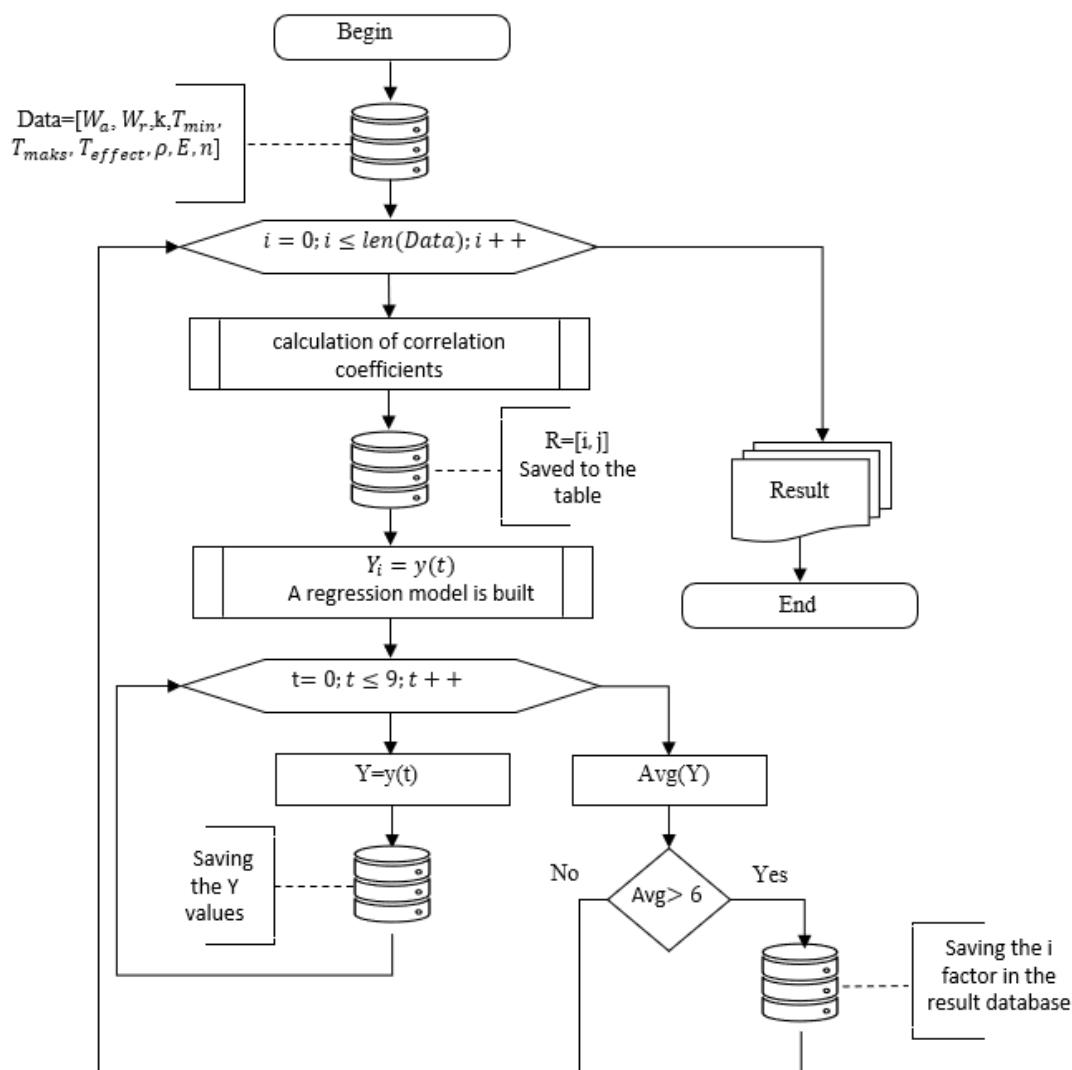 Begin
Data=[Wₐ, Wᵣ,k,T_min,
T_maks, T_effect, ρ, E, n]
i = 0; i ≤ len(Data); i + +
calculation of correlation
coefficients
R=[i, j]
Saved to the
table
Result
Y_i = y(t)
A regression model is built
End
t= 0; t ≤ 9; t + +
Y=y(t)
Avg(Y)
Saving
the Y
values
No
Avg> 6
Yes
Saving the i
factor in the
result database